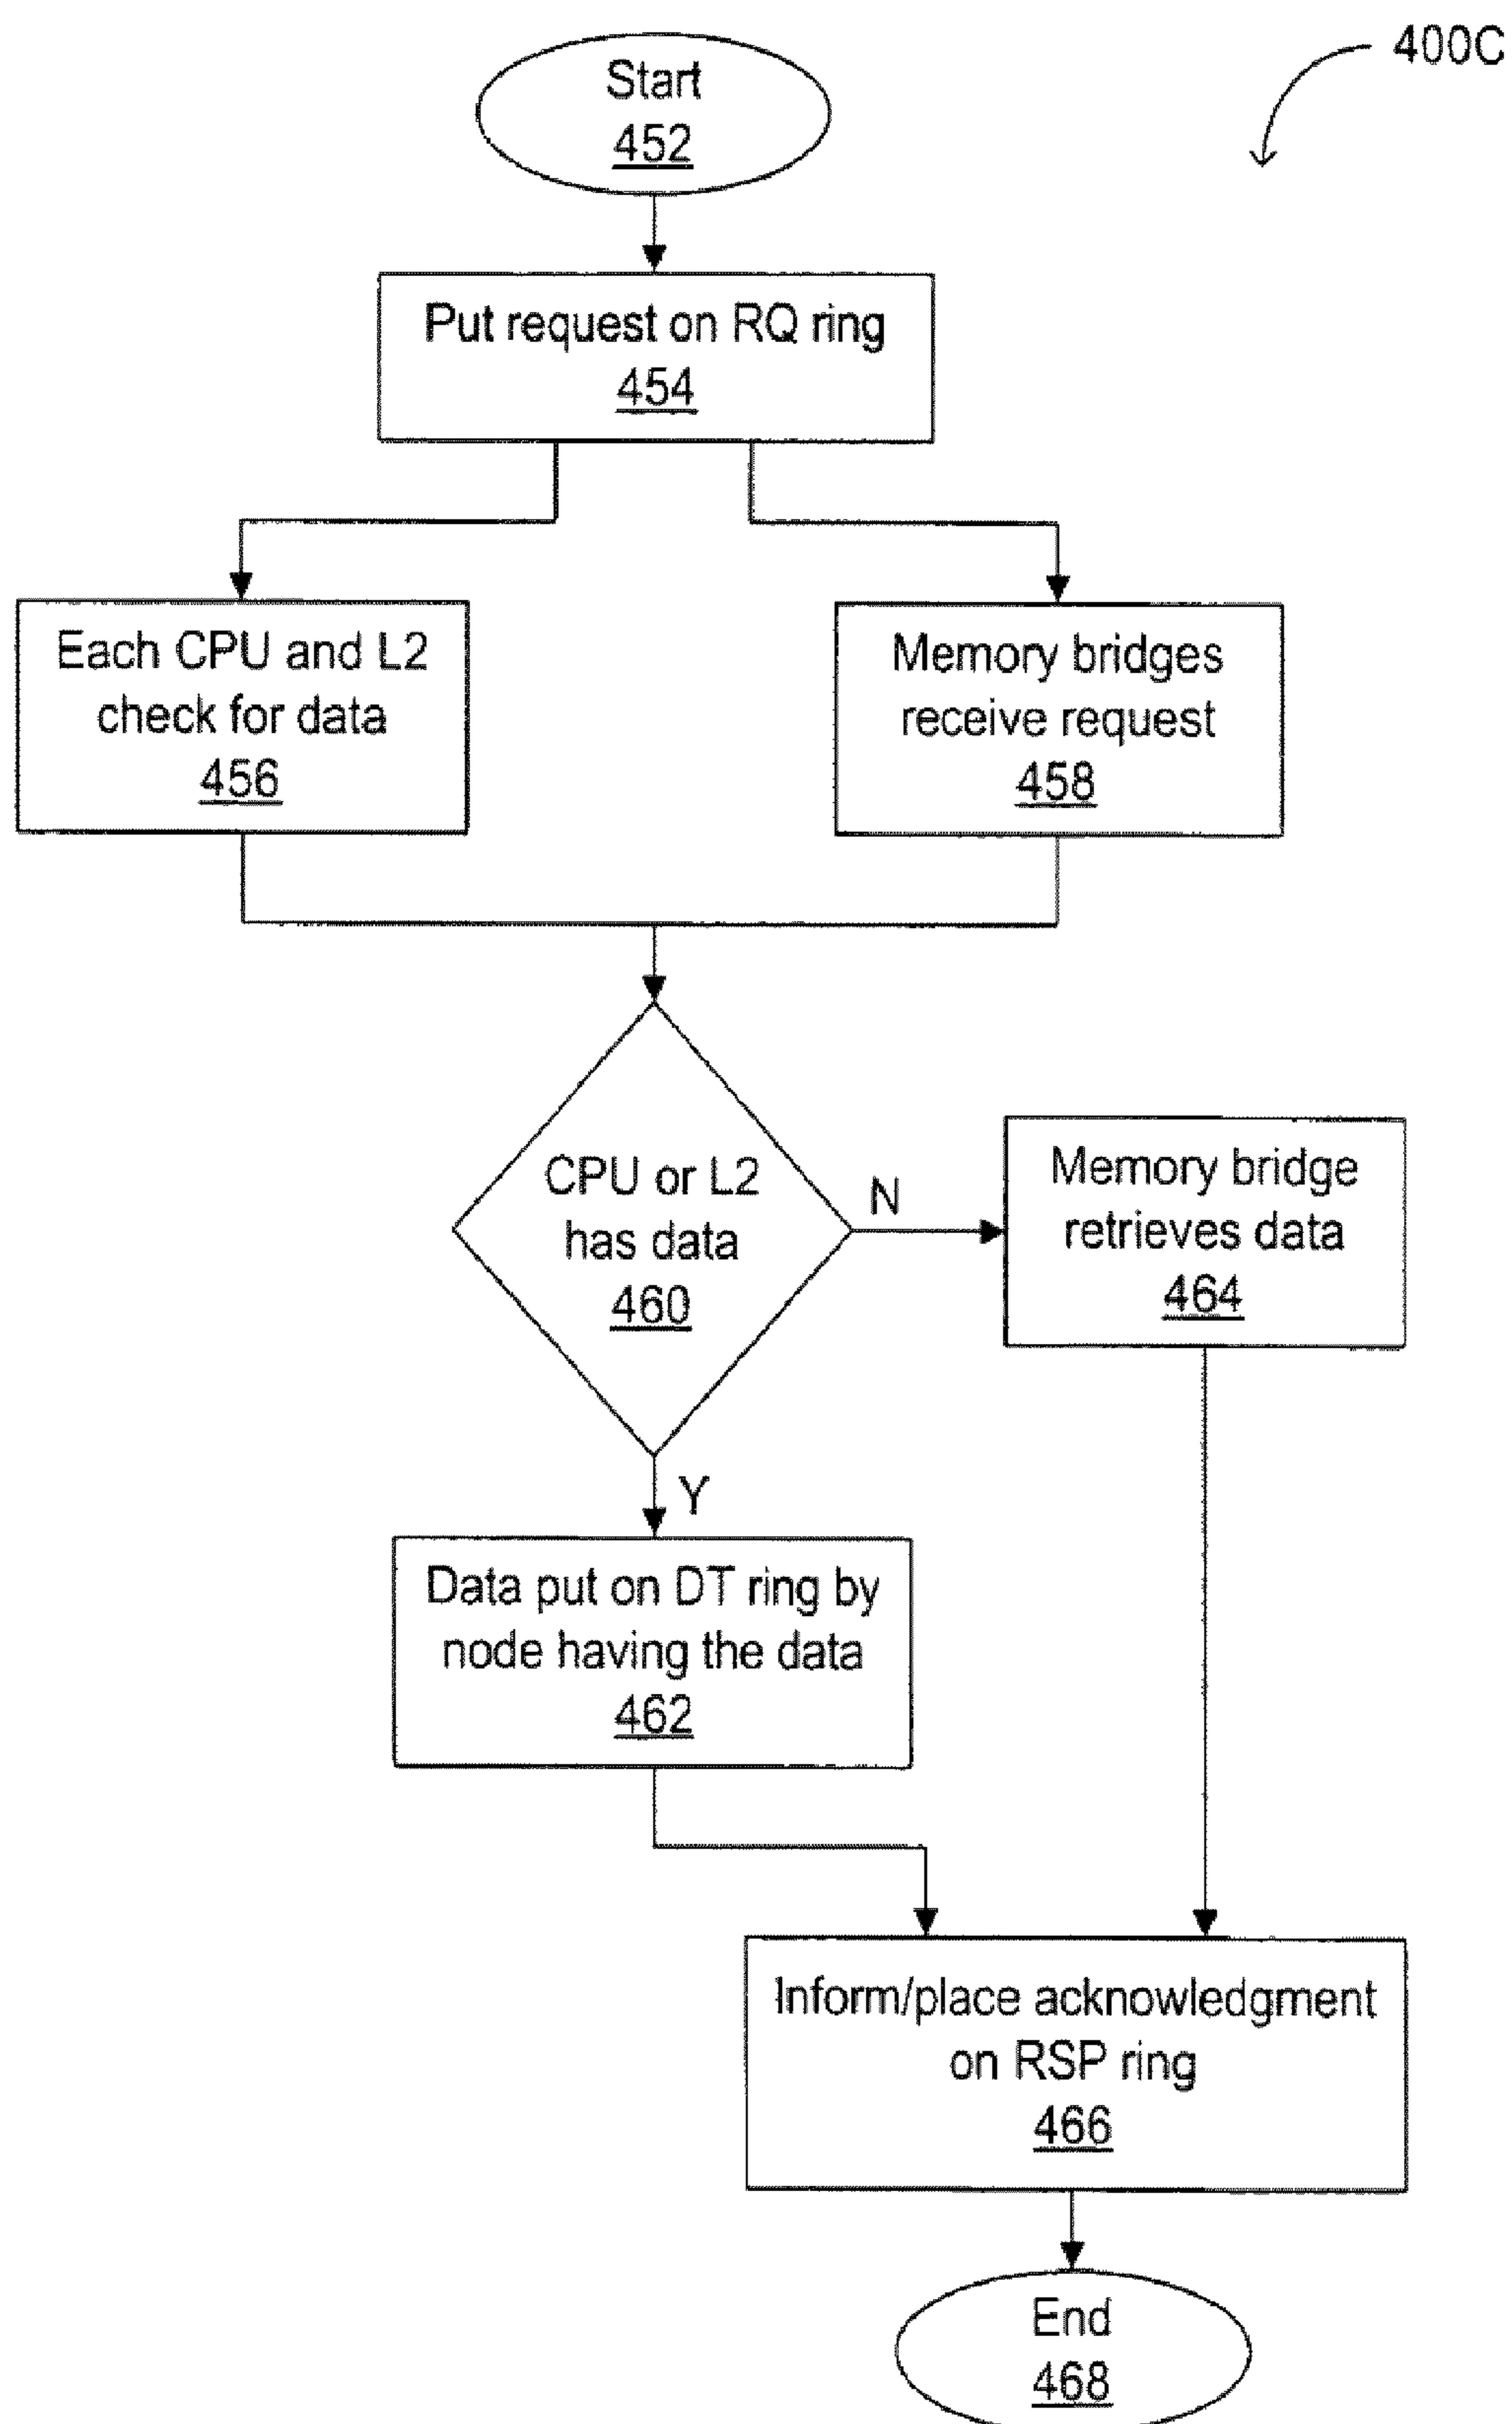 400C
Start
452
Put request on RQ ring
454
Each CPU and L2
check for data
456
Memory bridges
receive request
458
CPU or L2
has data
460
N
Memory bridge
retrieves data
464
Y
Data put on DT ring by
node having the data
462
Inform/place acknowledgment
on RSP ring
466
End
468